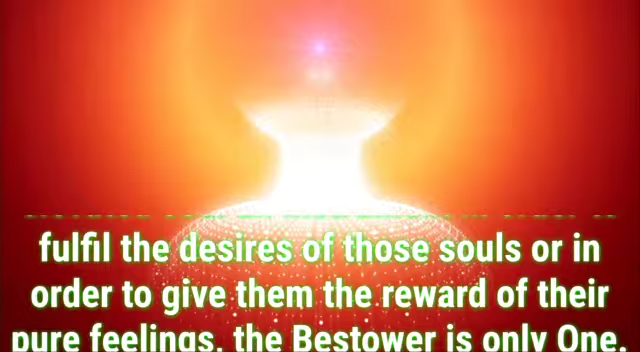 fulfil the desires of those souls or in
order to give them the reward of their
pure feelings, the Bestower is only One.